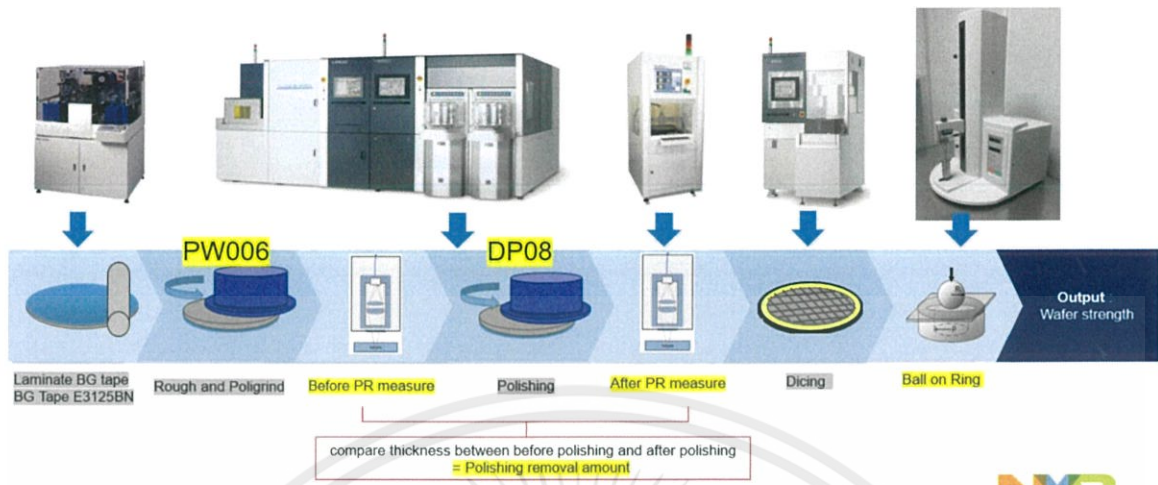 PW006
DP08
Output :
Wafer strength
Laminate BG tape
BG Tape E3125BN
Rough and Poligrind
Before PR measure
Polishing
After PR measure
Dicing
Ball on Ring
compare thickness between before polishing and after polishing
= Polishing removal amount